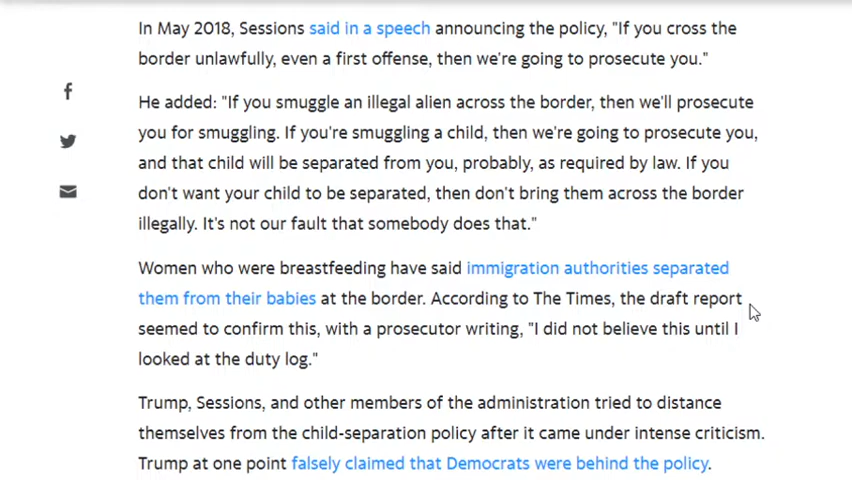 In May 2018, Sessions said in a speech announcing the policy, "If you cross the
border unlawfully, even a first offense, then we're going to prosecute you."
He added: "If you smuggle an illegal alien across the border, then we'll prosecute
you for smuggling. If you're smuggling a child, then we're going to prosecute you,
and that child will be separated from you, probably, as required by law. If you
don't want your child to be separated, then don't bring them across the border
illegally. It's not our fault that somebody does that."
Women who were breastfeeding have said immigration authorities separated
them from their babies at the border. According to The Times, the draft report
seemed to confirm this, with a prosecutor writing, "I did not believe this until I
looked at the duty log."
Trump, Sessions, and other members of the administration tried to distance
themselves from the child-separation policy after it came under intense criticism.
Trump at one point falsely claimed that Democrats were behind the policy.